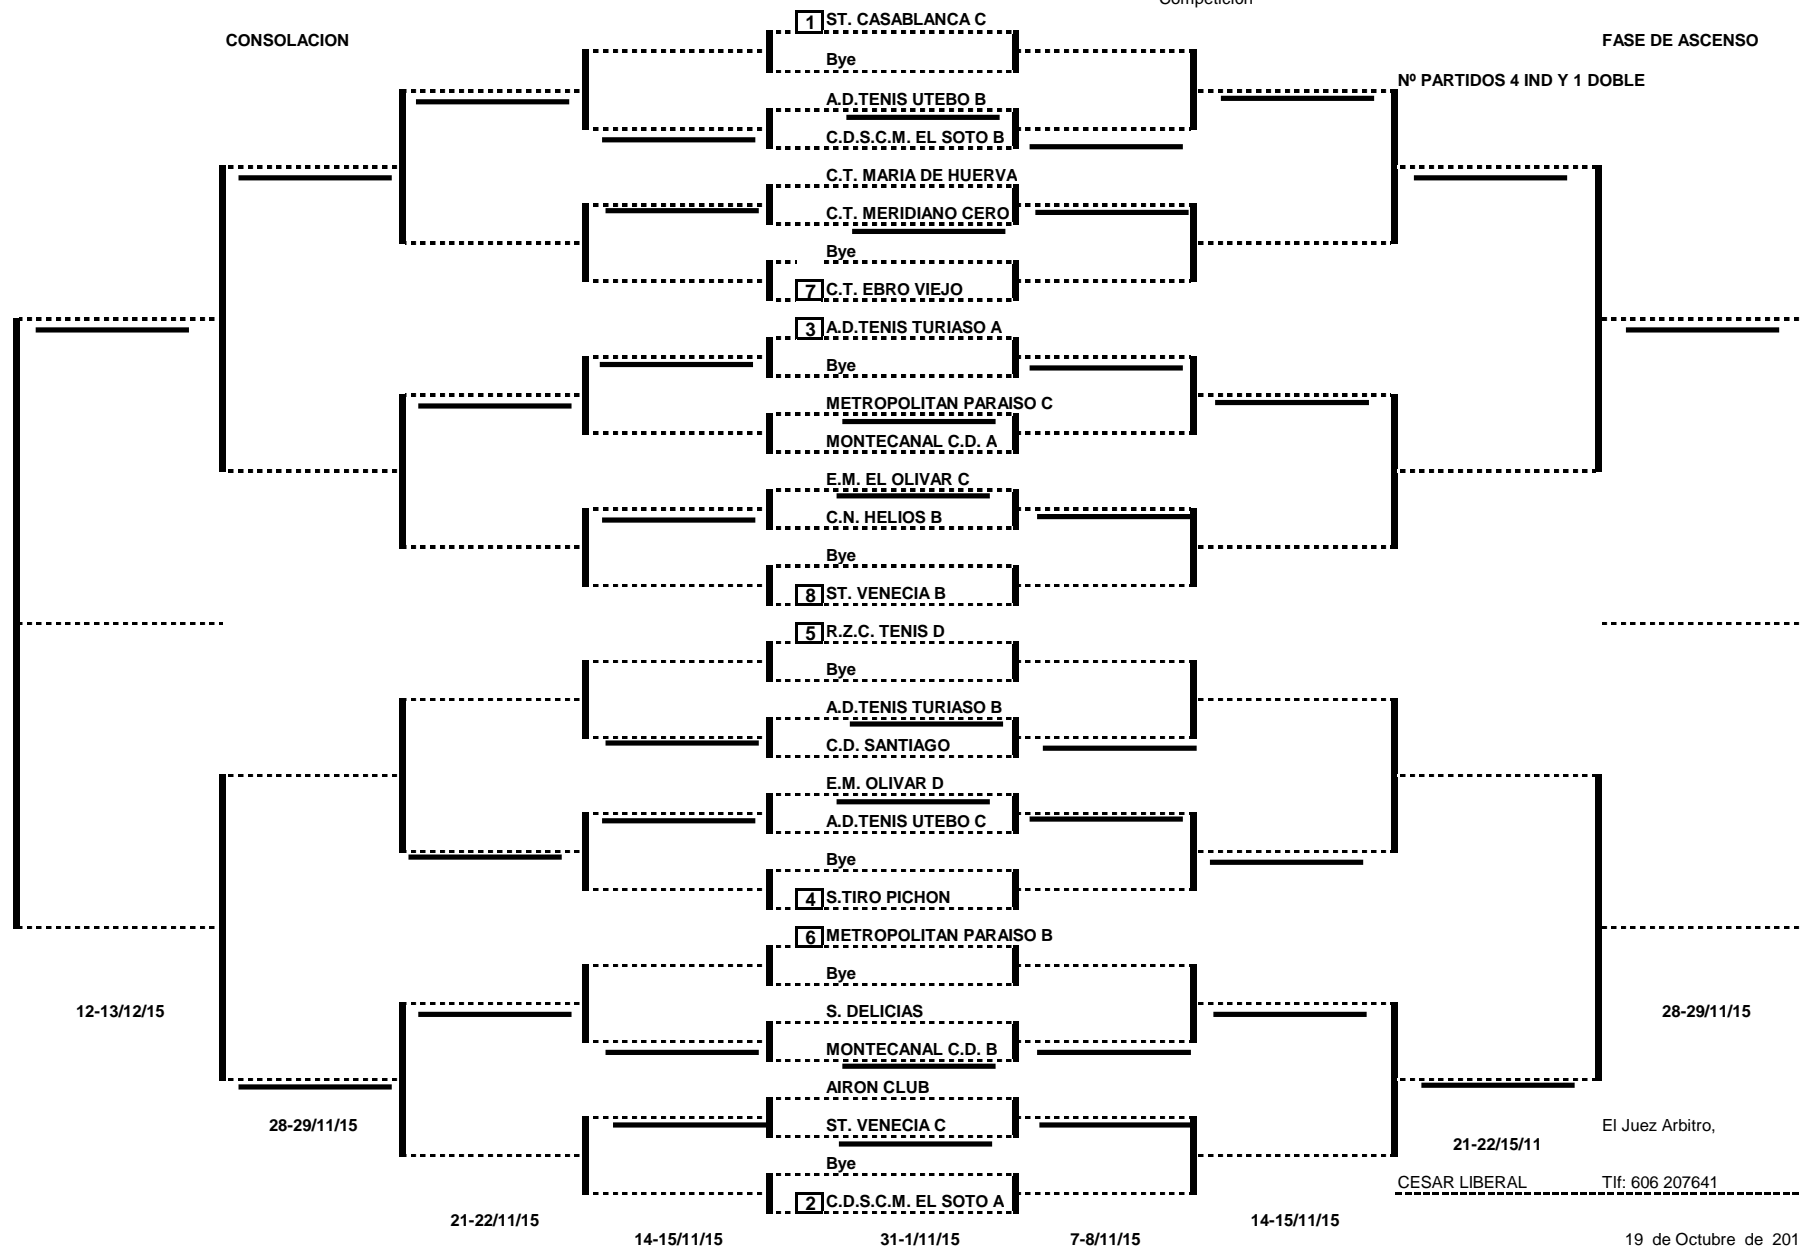 Competición
1 ST. CASABLANCA C
CONSOLACION
FASE DE ASCENSO
Bye
Nº PARTIDOS 4 IND Y 1 DOBLE
A.D.TENIS UTEBO B
C.D.S.C.M. EL SOTO B
C.T. MARIA DE HUERVA
C.T. MERIDIANO CERO
Bye
7 C.T. EBRO VIEJO
3 A.D.TENIS TURIASO A
Bye
METROPOLITAN PARAISO C
MONTECANAL C.D. A
E.M. EL OLIVAR C
C.N. HELIOS B
Bye
8 ST. VENECIA B
5 R.Z.C. TENIS D
Bye
A.D.TENIS TURIASO B
C.D. SANTIAGO
E.M. OLIVAR D
A.D.TENIS UTEBO C
Bye
4 S.TIRO PICHON
6 METROPOLITAN PARAISO B
Bye
12-13/12/15
S. DELICIAS
28-29/11/15
MONTECANAL C.D. B
AIRON CLUB
28-29/11/15
ST. VENECIA C
El Juez Arbitro,
21-22/15/11
Bye
CESAR LIBERAL
Tlf: 606 207641
2 C.D.S.C.M. EL SOTO A
21-22/11/15
14-15/11/15
14-15/11/15
31-1/11/15
7-8/11/15
19 de Octubre de 201